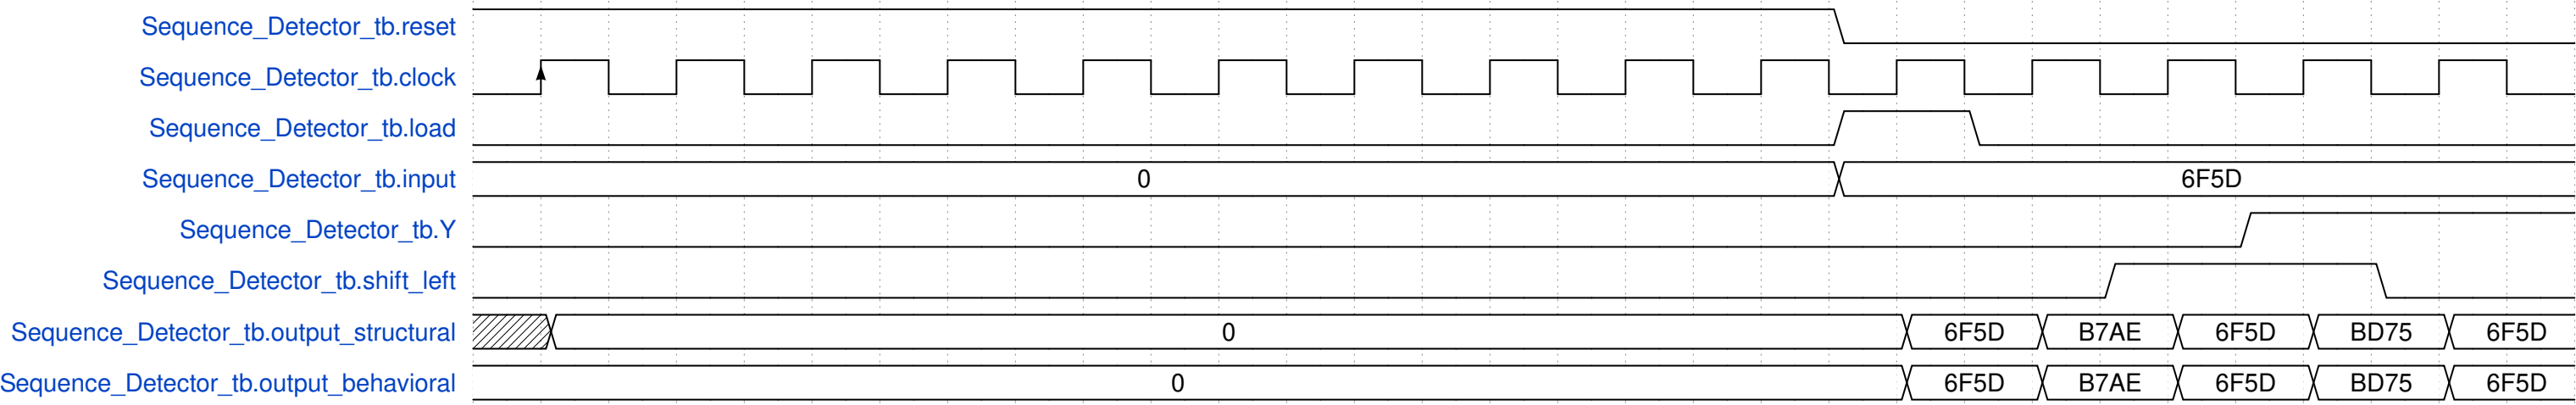 Sequence_Detector_tb.reset
Sequence_Detector_tb.clock
Sequence_Detector_tb.load
Sequence_Detector_tb.input 0 6F5D
Sequence_Detector_tb.Y
Sequence_Detector_tb.shift_left
Sequence_Detector_tb.output_structural 0 6F5D B7AE 6F5D BD75 6F5D
Sequence_Detector_tb.output_behavioral 0 6F5D B7AE 6F5D BD75 6F5D